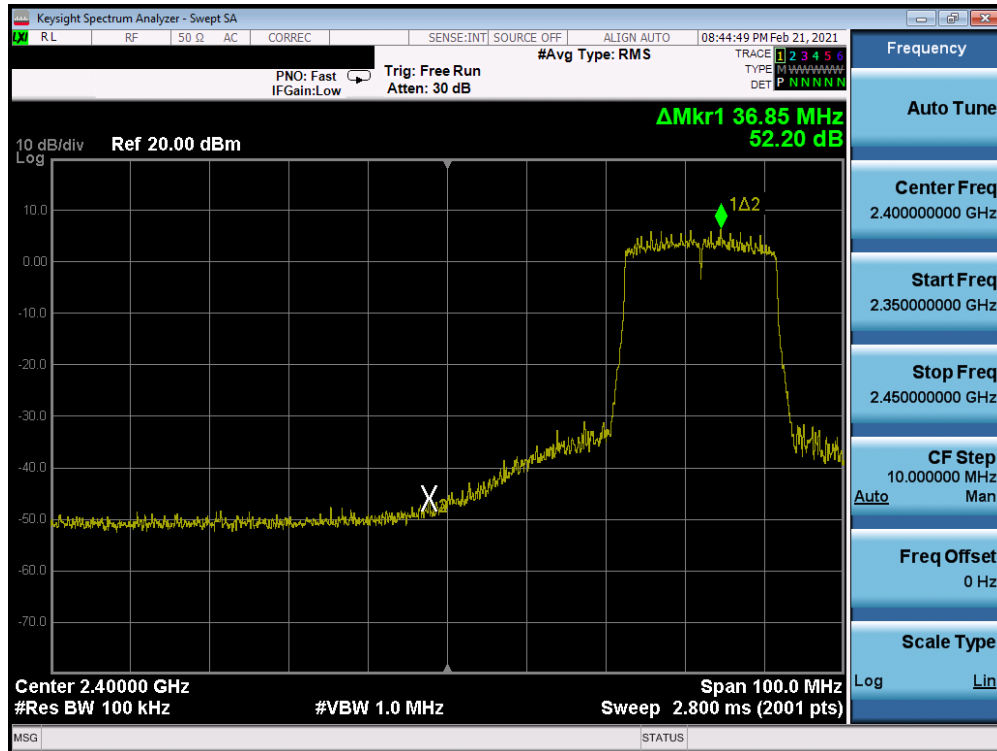 Keysight Spectrum Analyzer - Swept SA
LXI RL RF 50 Ω AC CORREC SENSE:INT SOURCE OFF ALIGN AUTO 08:44:49 PM Feb 21, 2021
#Avg Type: RMS
TRACE 1 2 3 4 5 6
TYPE M WWWWW
DET P N N N N N
PNO: Fast
IFGain:Low
Trig: Free Run
Atten: 30 dB
ΔMkr1 36.85 MHz
52.20 dB
10 dB/div Ref 20.00 dBm
Log
1Δ2
10.0
0.00
-10.0
-20.0
-30.0
-40.0
X2
-50.0
-60.0
-70.0
Center 2.40000 GHz Span 100.0 MHz
#Res BW 100 kHz #VBW 1.0 MHz Sweep 2.800 ms (2001 pts)
MSG STATUS
Frequency
Auto Tune
Center Freq
2.400000000 GHz
Start Freq
2.350000000 GHz
Stop Freq
2.450000000 GHz
CF Step
10.000000 MHz
Auto Man
Freq Offset
0 Hz
Scale Type
Log Lin